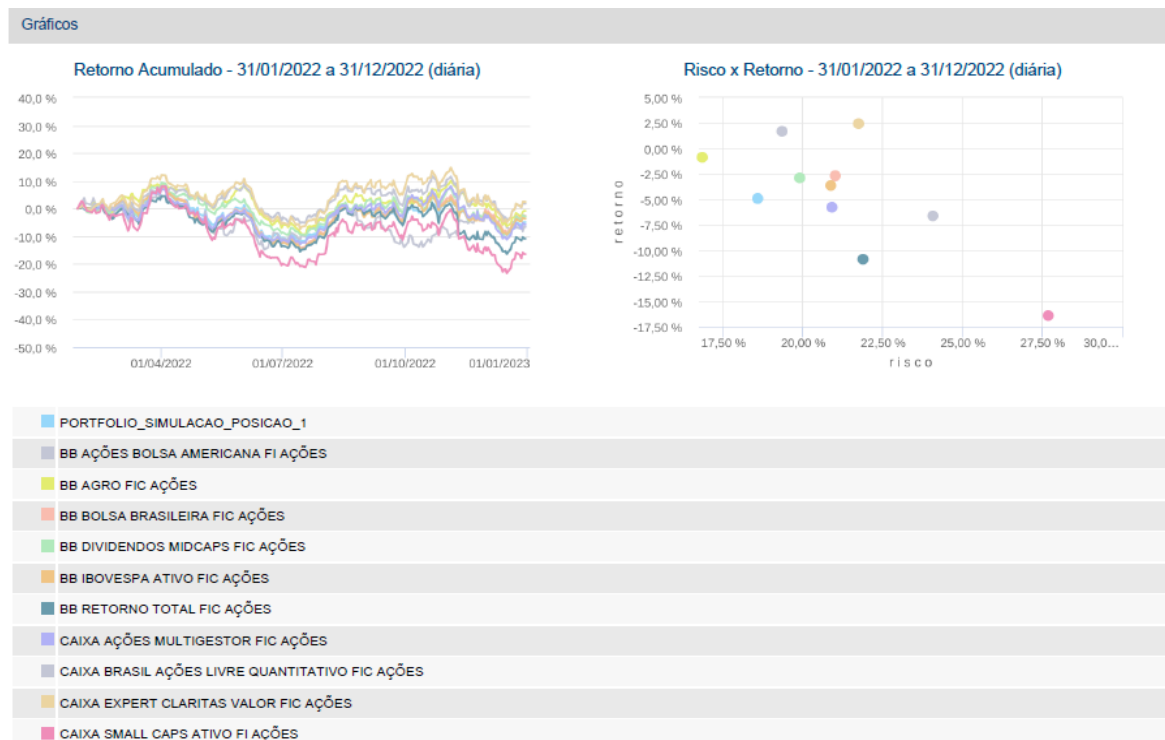 Gráficos
Retorno Acumulado - 31/01/2022 a 31/12/2022 (diária)
40,0 %
30,0 %
20,0 %
10,0 %
0,0 %
-10,0 %
-20,0 %
-30,0 %
-40,0 %
-50,0 %
01/04/2022
01/07/2022
01/10/2022
01/01/2023
Risco x Retorno - 31/01/2022 a 31/12/2022 (diária)
retorno
5,00 %
2,50 %
0,00 %
-2,50 %
-5,00 %
-7,50 %
-10,00 %
-12,50 %
-15,00 %
-17,50 %
17,50 %
20,00 %
22,50 %
25,00 %
27,50 %
30,0...
risco
PORTFOLIO_SIMULACAO_POSICAO_1
BB AÇÕES BOLSA AMERICANA FI AÇÕES
BB AGRO FIC AÇÕES
BB BOLSA BRASILEIRA FIC AÇÕES
BB DIVIDENDOS MIDCAPS FIC AÇÕES
BB IBOVESPA ATIVO FIC AÇÕES
BB RETORNO TOTAL FIC AÇÕES
CAIXA AÇÕES MULTIGESTOR FIC AÇÕES
CAIXA BRASIL AÇÕES LIVRE QUANTITATIVO FIC AÇÕES
CAIXA EXPERT CLARITAS VALOR FIC AÇÕES
CAIXA SMALL CAPS ATIVO FI AÇÕES